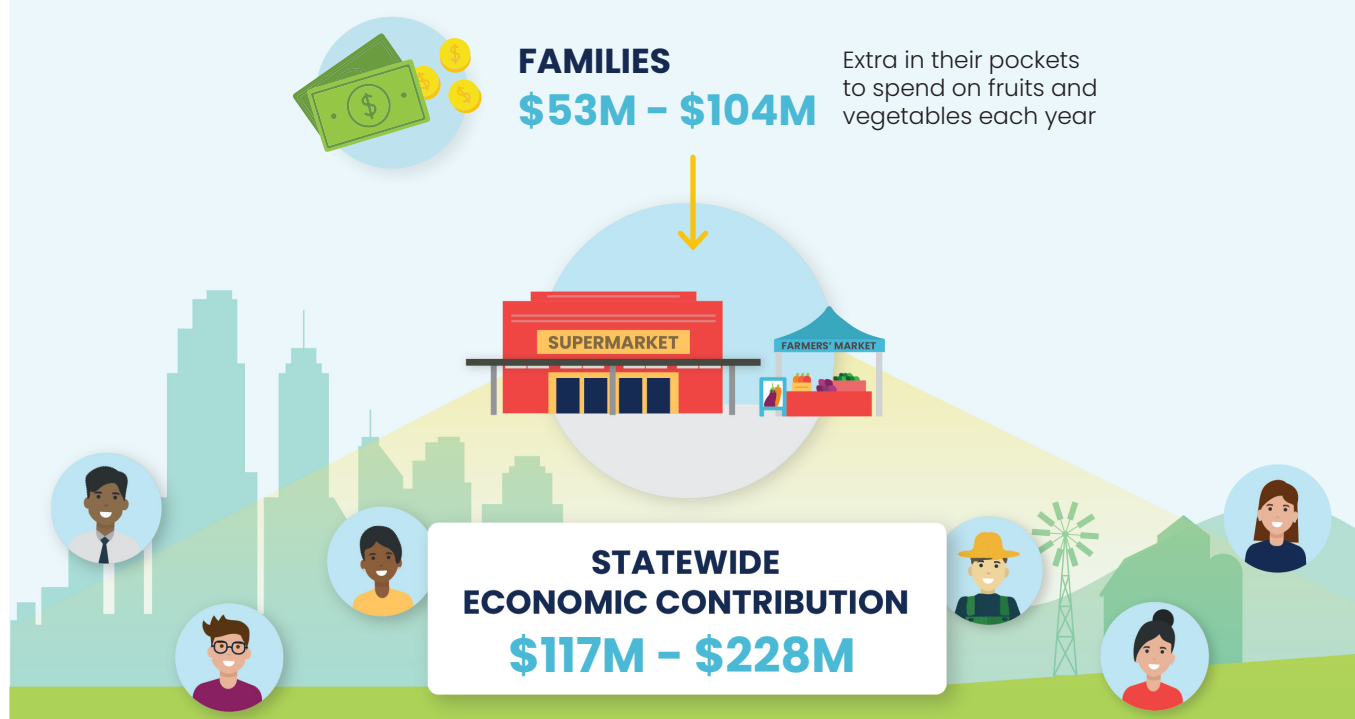 FAMILIES
$53M - $104M
Extra in their pockets
to spend on fruits and
vegetables each year
SUPERMARKET
FARMERS' MARKET
STATEWIDE
ECONOMIC CONTRIBUTION
$117M - $228M